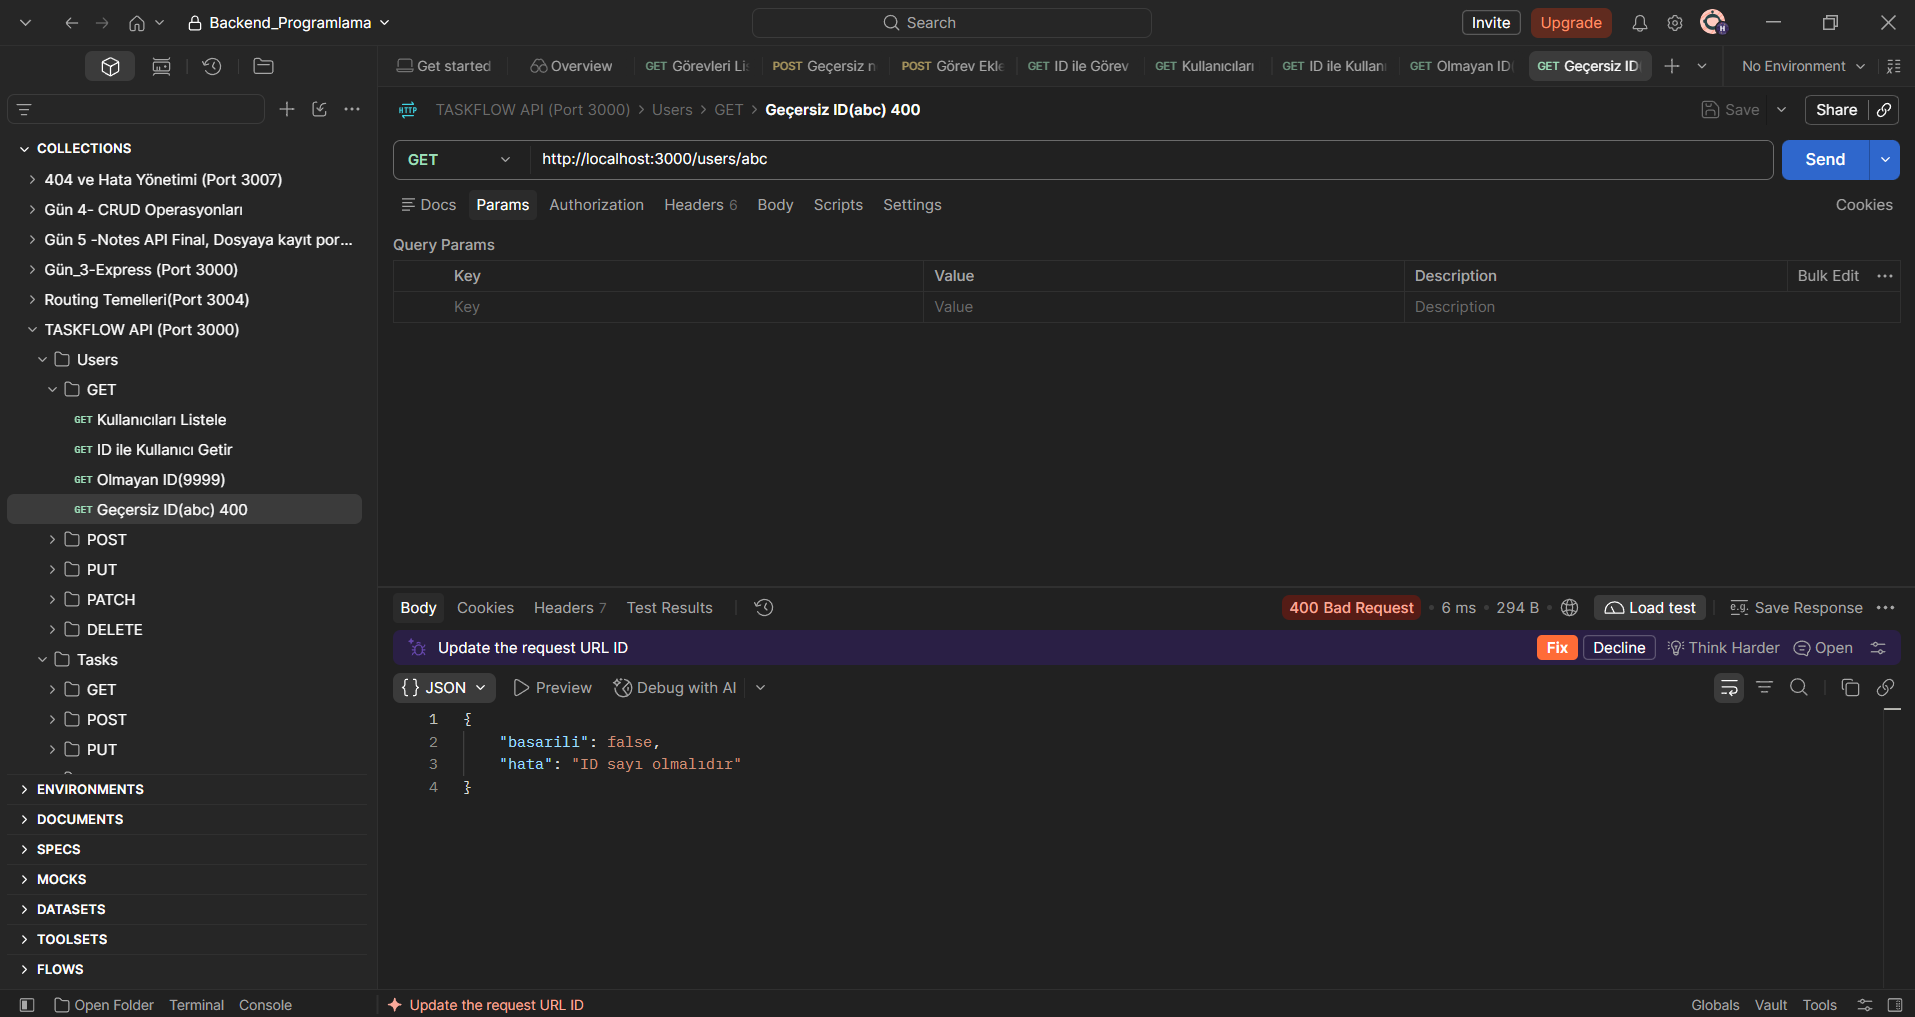 Backend_Programlama
Search
Invite
Upgrade
H
Get started
Overview
GET Görevleri Li
POST Geçersiz n
POST Görev Ekl
GET ID ile Görev
GET Kullanıcıları
GET ID ile Kullan
GET Olmayan ID
GET Geçersiz ID
No Environment
HTTP TASKFLOW API (Port 3000) > Users > GET > Geçersiz ID(abc) 400
Save
Share
COLLECTIONS
404 ve Hata Yönetimi (Port 3007)
Gün 4- CRUD Operasyonları
Gün 5 -Notes API Final, Dosyaya kayıt por...
Gün_3-Express (Port 3000)
Routing Temelleri(Port 3004)
TASKFLOW API (Port 3000)
Users
GET
GET Kullanıcıları Listele
GET ID ile Kullanıcı Getir
GET Olmayan ID(9999)
GET Geçersiz ID(abc) 400
POST
PUT
PATCH
DELETE
Tasks
GET
POST
PUT
ENVIRONMENTS
DOCUMENTS
SPECS
MOCKS
DATASETS
TOOLSETS
FLOWS
GET http://localhost:3000/users/abc
Send
Docs Params Authorization Headers 6 Body Scripts Settings
Cookies
Query Params
Key Value Description Bulk Edit
Key Value Description
Body Cookies Headers 7 Test Results
400 Bad Request • 6 ms • 294 B •
Load test
e.g. Save Response
Update the request URL ID
Fix Decline Think Harder Open
{} JSON Preview Debug with AI
1 {
2 "basarili": false,
3 "hata": "ID sayı olmalıdır"
4 }
Open Folder Terminal Console
Update the request URL ID
Globals Vault Tools